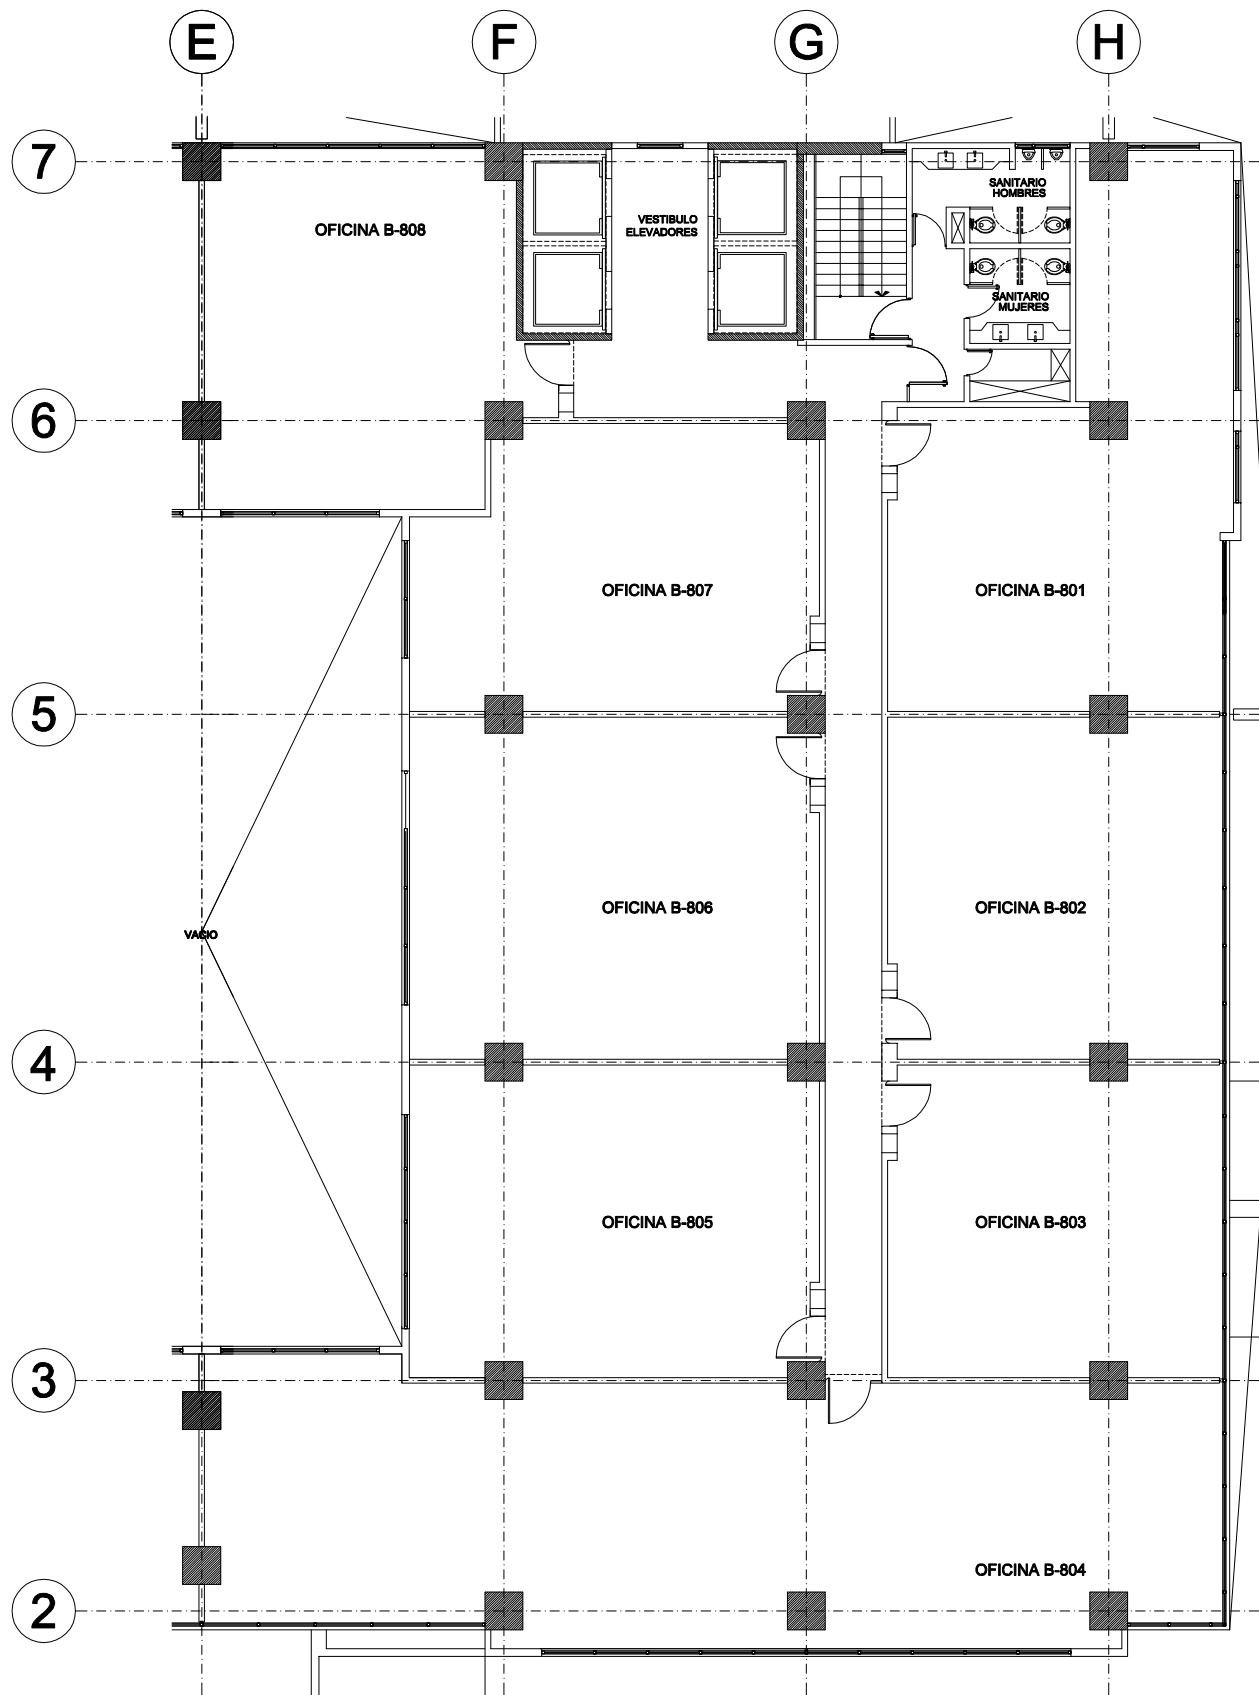 E F G H
7
SANITARIO
HOMBRES
VESTIBULO
ELEVADORES
OFICINA B-808
SANITARIO
MUJERES
6
OFICINA B-807 OFICINA B-801
5
OFICINA B-806 OFICINA B-802
VACIO
4
OFICINA B-805 OFICINA B-803
3
OFICINA B-804
2